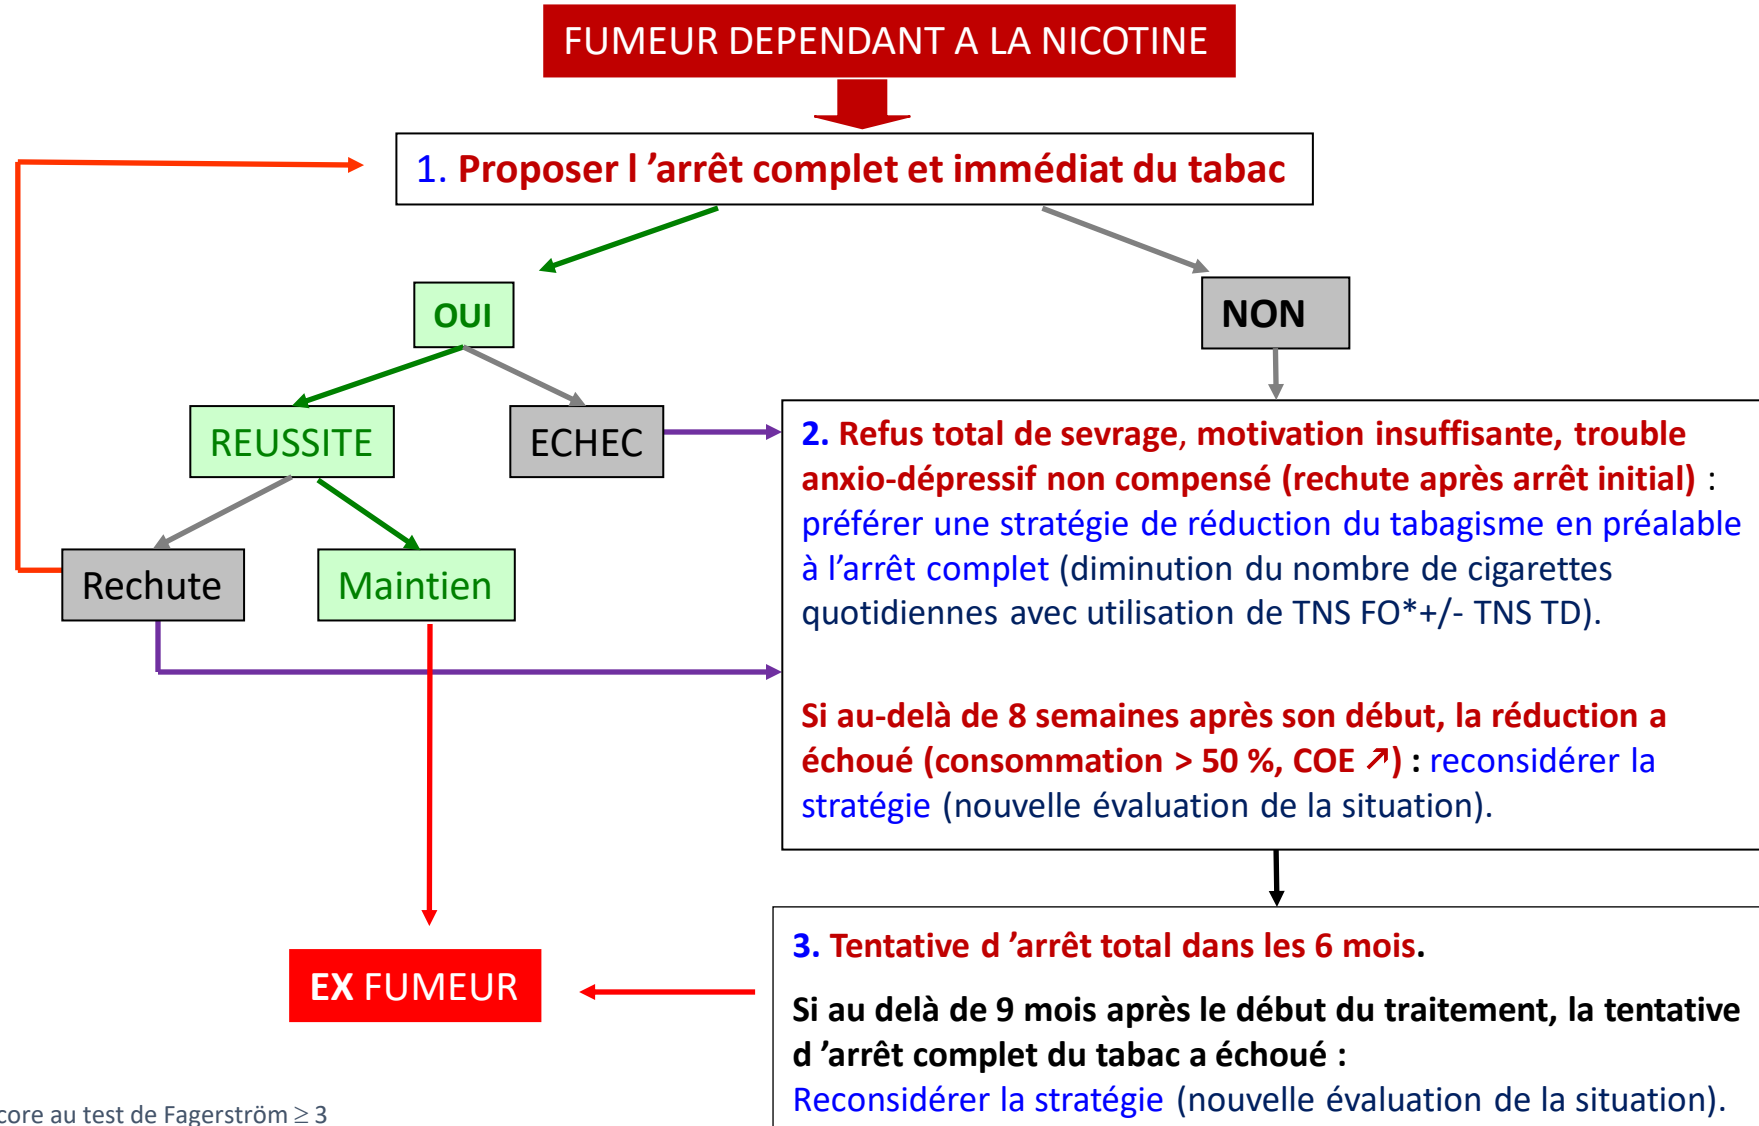 FUMEUR DEPENDANT A LA NICOTINE
1. Proposer l ’arrêt complet et immédiat du tabac
OUI
NON
REUSSITE
ECHEC
Rechute
Maintien
2. Refus total de sevrage, motivation insuffisante, trouble
anxio-dépressif non compensé (rechute après arrêt initial) :
préférer une stratégie de réduction du tabagisme en préalable
à l’arrêt complet (diminution du nombre de cigarettes
quotidiennes avec utilisation de TNS FO*+/- TNS TD).
Si au-delà de 8 semaines après son début, la réduction a
échoué (consommation > 50 %, COE ↗) : reconsidérer la
stratégie (nouvelle évaluation de la situation).
3. Tentative d ’arrêt total dans les 6 mois.
Si au delà de 9 mois après le début du traitement, la tentative
d ’arrêt complet du tabac a échoué :
Reconsidérer la stratégie (nouvelle évaluation de la situation).
EX FUMEUR
core au test de Fagerström ≥ 3